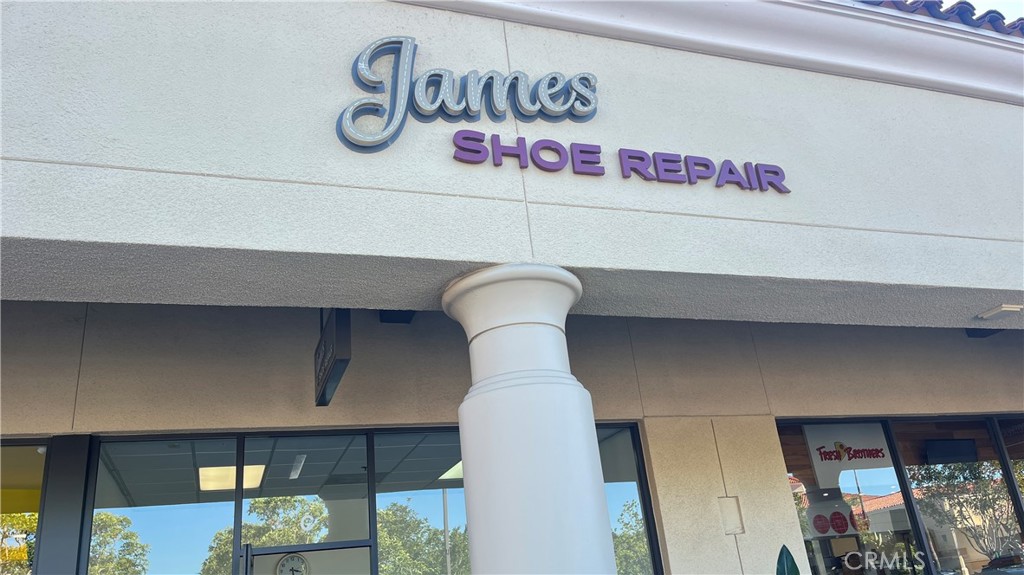 James
SHOE REPAIR
FRESH BROTHERS
CRMLS